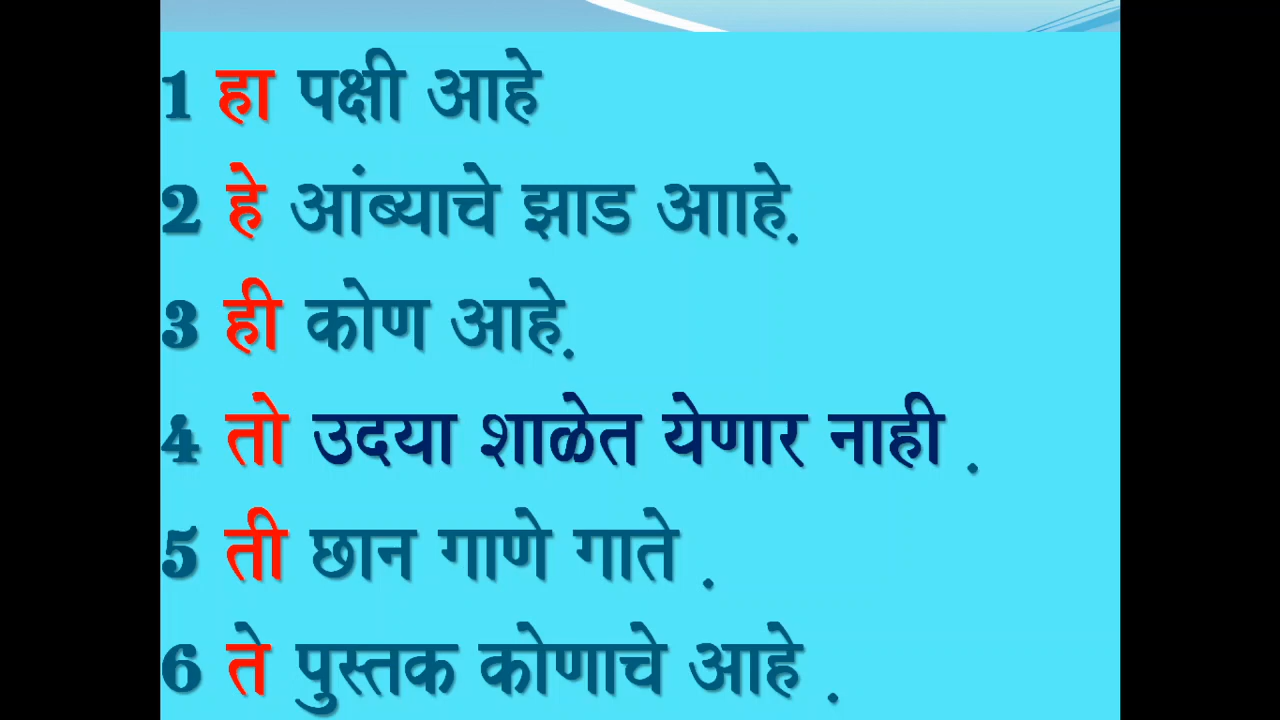 1 हा पक्षी आहे
2 हे आंब्याचे झाड आाहे.
3 ही कोण आहे.
4 तो उदया शाळेत येणार नाही .
5 ती छान गाणे गाते .
6 ते पुस्तक कोणाचे आहे .